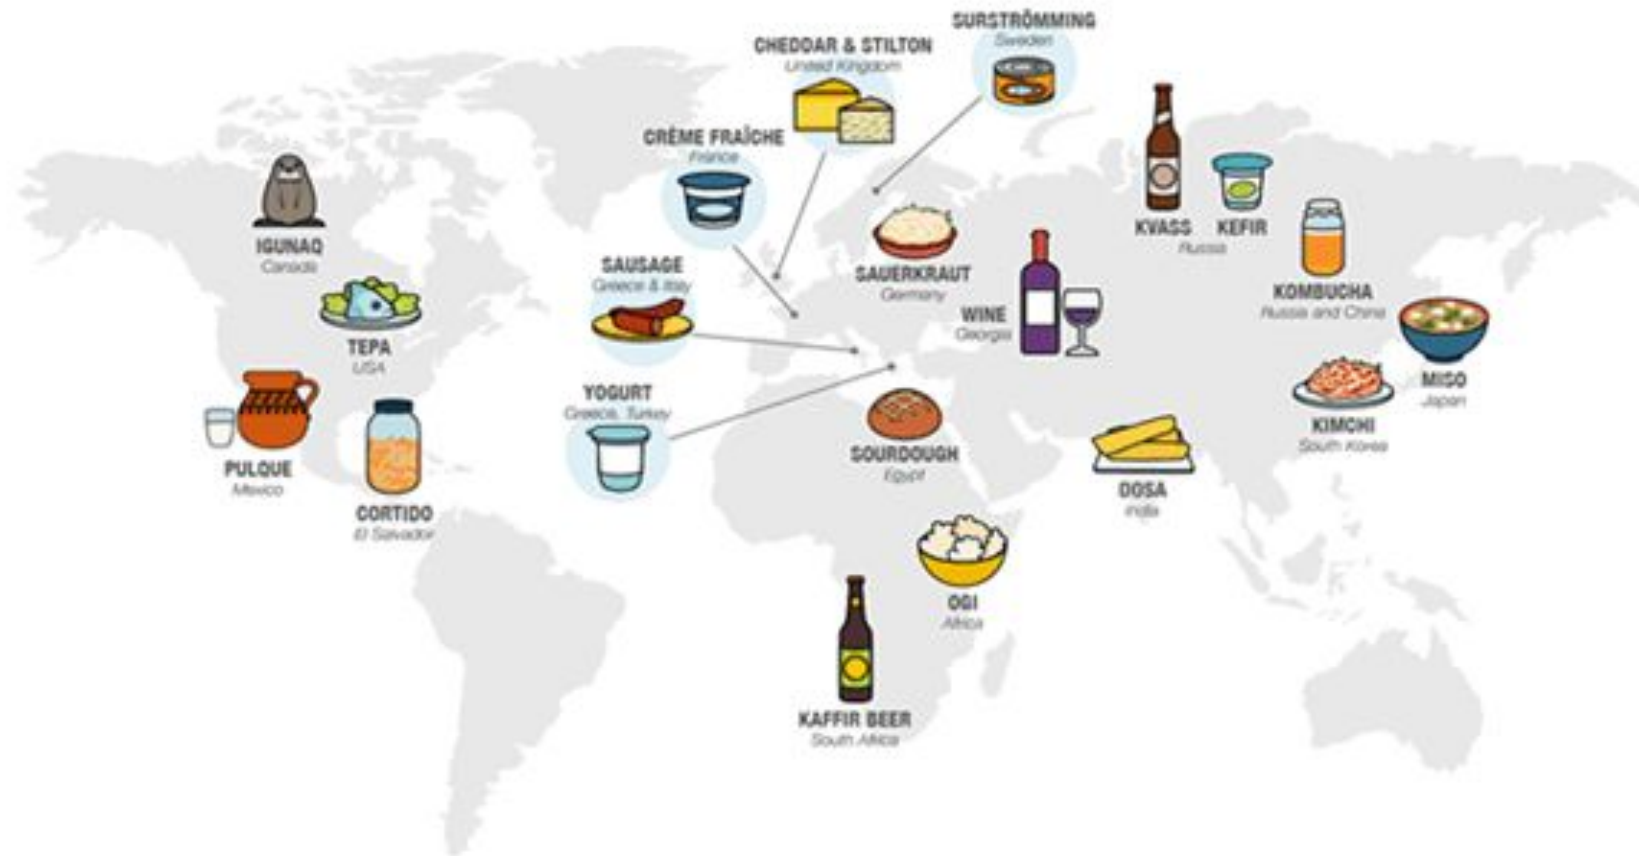 SURSTRÖMMING
Sweden
CHEDDAR & STILTON
United Kingdom
CRÈME FRAÎCHE
France
IGUNAQ
Canada
TEPA
USA
PULQUE
Mexico
CORTIDO
El Salvador
SAUSAGE
Greece & Italy
YOGURT
Greece, Turkey
SAUERKRAUT
Germany
WINE
Georgia
KVASS KEFIR
Russia
KOMBUCHA
Russia and China
MISO
Japan
KIMCHI
South Korea
SOURDOUGH
Egypt
DOSA
India
OGI
Africa
KAFFIR BEER
South Africa